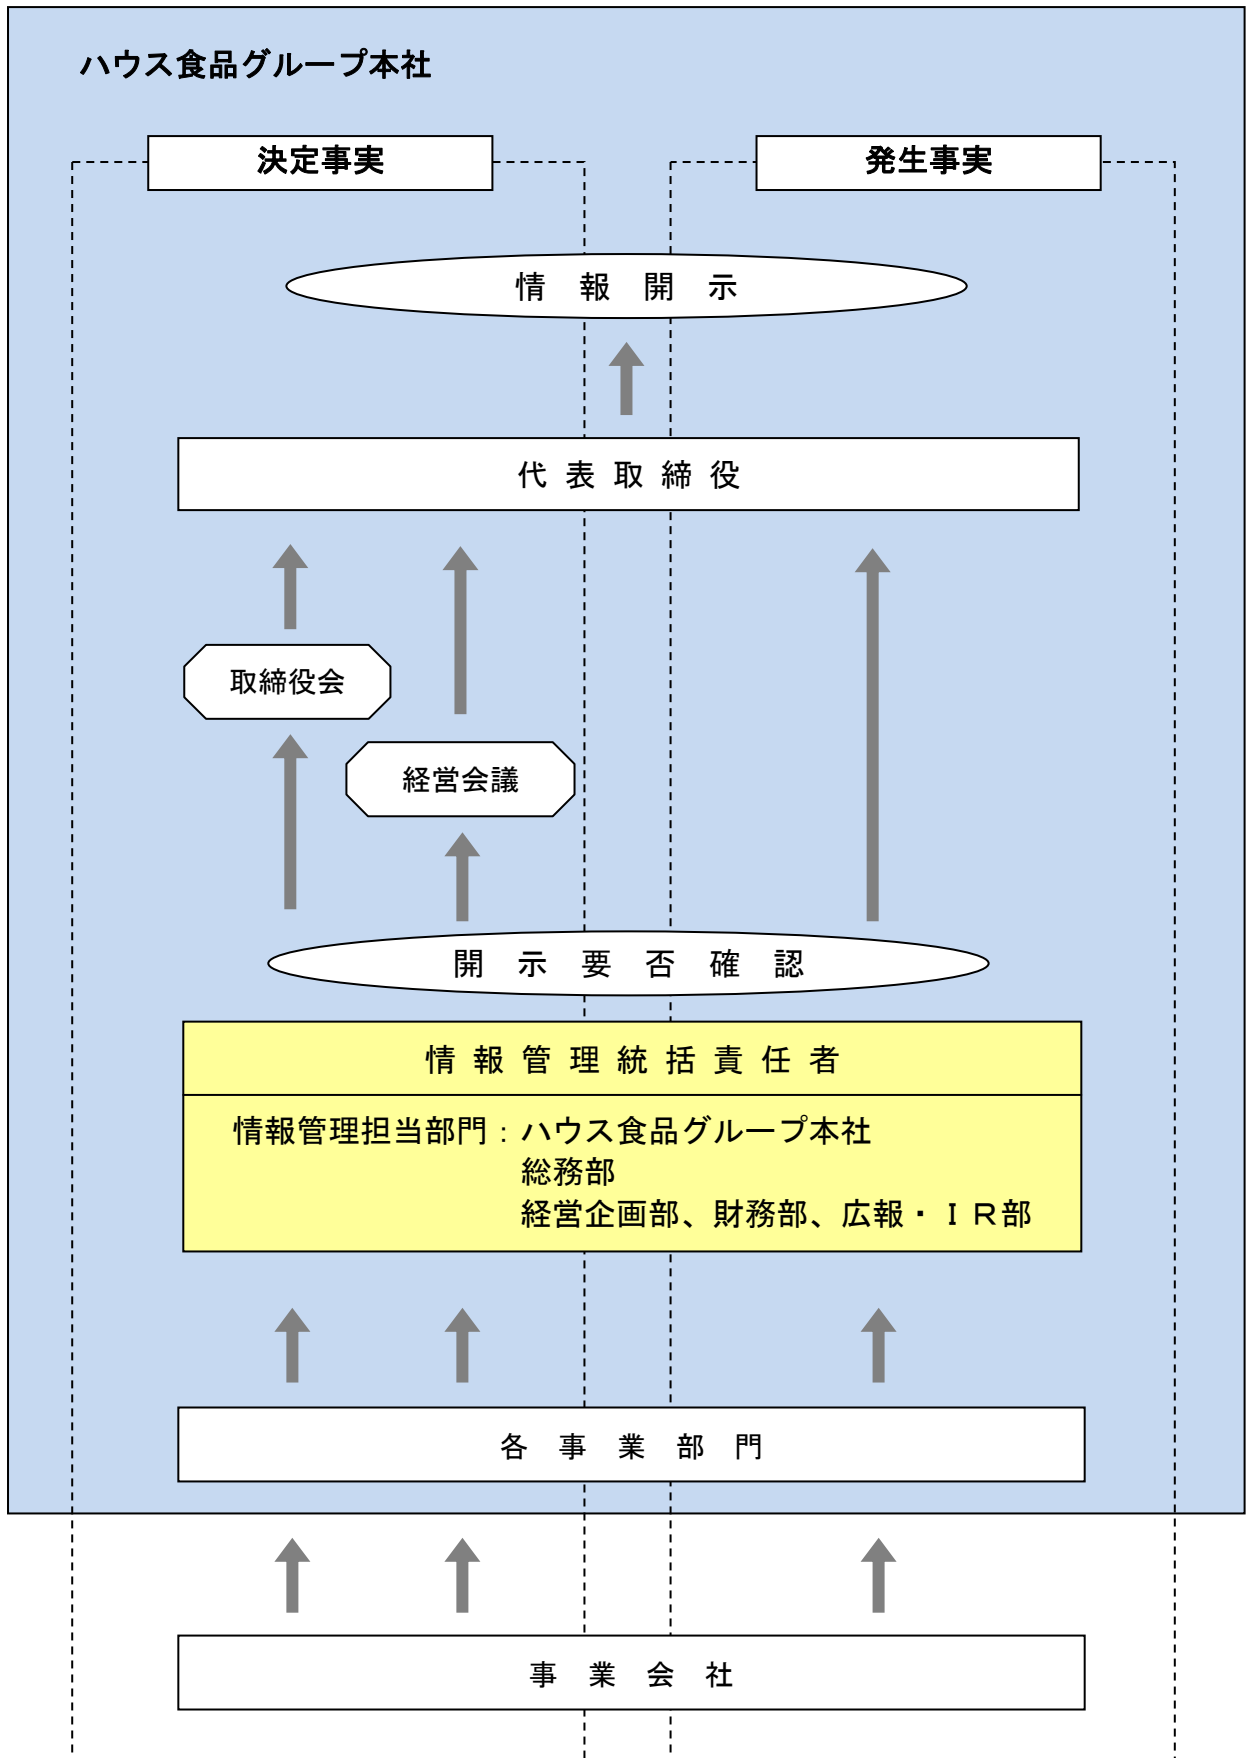 ハウス食品グループ本社
決定事実
発生事実
情　報　開　示
代 表 取 締 役
取締役会
経営会議
開　示　要　否　確　認
情 報 管 理 統 括 責 任 者
情報管理担当部門：ハウス食品グループ本社
総務部
経営企画部、財務部、広報・ＩＲ部
各　事　業　部　門
事　業　会　社